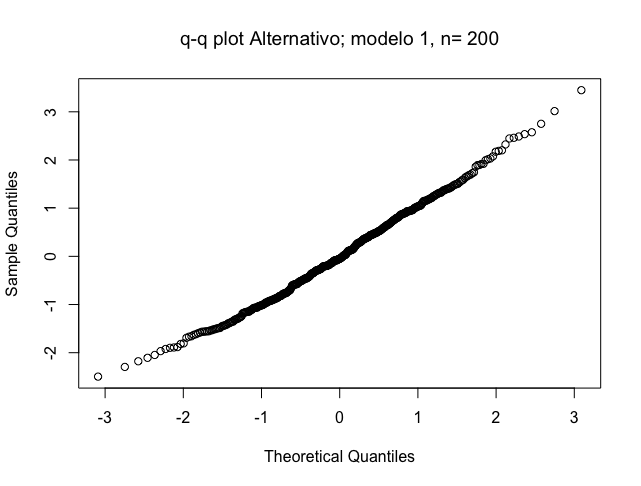 q-q plot Alternativo; modelo 1, n= 200
3
2
1
0
-1
-2
Sample Quantiles
-3 -2 -1 0 1 2 3
Theoretical Quantiles